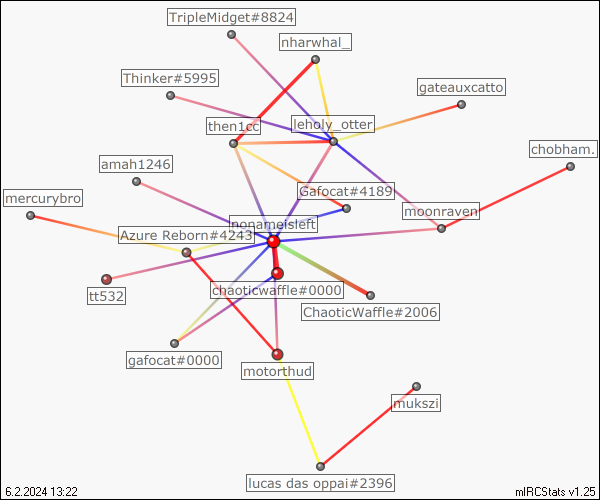 TripleMidget#8824
nharwhal_
Thinker#5995
gateauxcatto
then1cc
leholy_otter
chobham.
amah1246
Gafocat#4189
mercurybro
moonraven
nonamersleft
Azure Reborn#4243
tt532
chaoticwaffle#0000
ChaoticWaffle#2006
gafocat#0000
motorthud
mukszi
lucas das oppai#2396
6.2.2024 13:22
mIRCStats v1.25